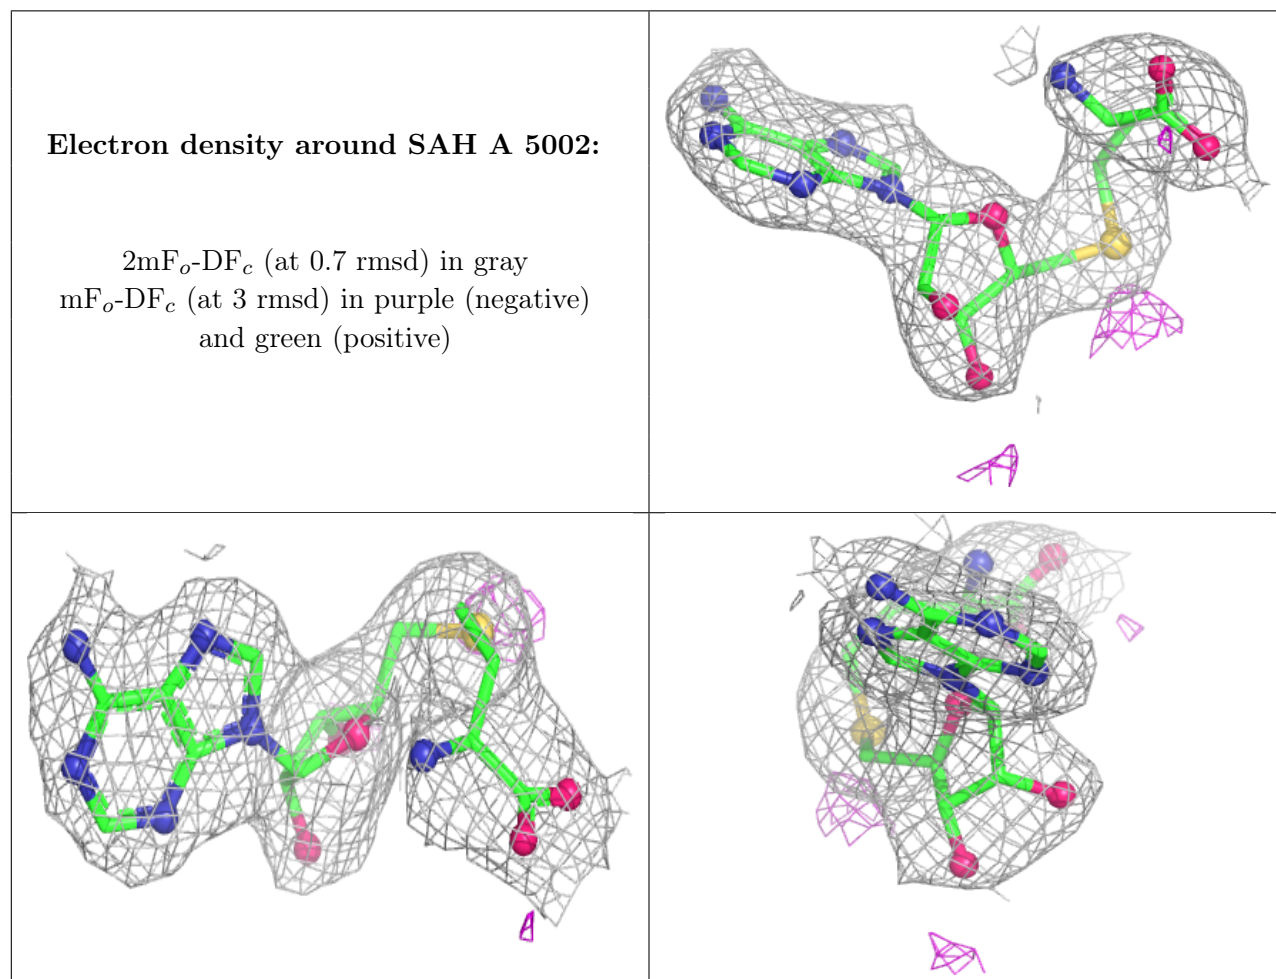 Electron density around SAH A 5002:
2mFₒ-DF𝒸 (at 0.7 rmsd) in gray
mFₒ-DF𝒸 (at 3 rmsd) in purple (negative)
and green (positive)